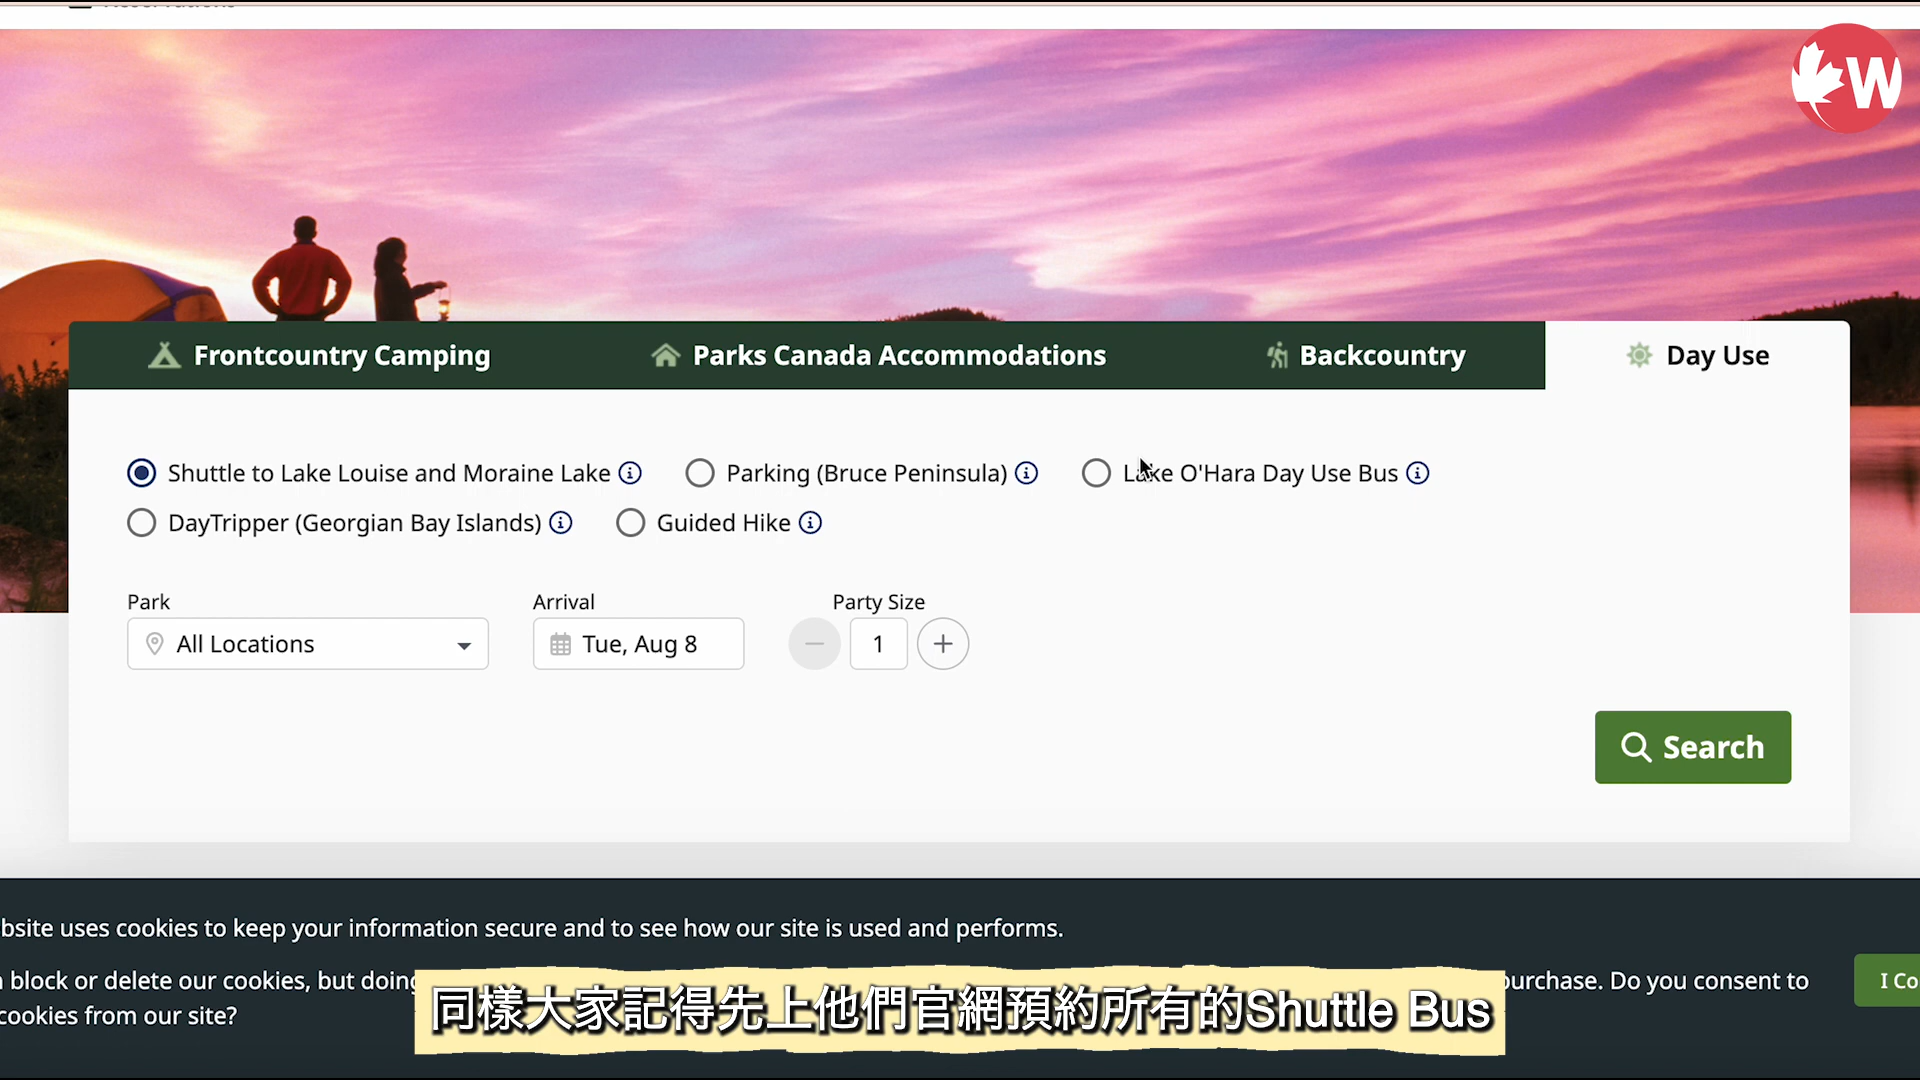 Reservations
W
Frontcountry Camping
Parks Canada Accommodations
Backcountry
Day Use
Shuttle to Lake Louise and Moraine Lake
Parking (Bruce Peninsula)
Lake O'Hara Day Use Bus
DayTripper (Georgian Bay Islands)
Guided Hike
Park
Arrival
Party Size
All Locations
Tue, Aug 8
1
Search
bsite uses cookies to keep your information secure and to see how our site is used and performs.
block or delete our cookies, but doing
purchase. Do you consent to
cookies from our site?
I Co
同樣大家記得先上他們官網預約所有的Shuttle Bus